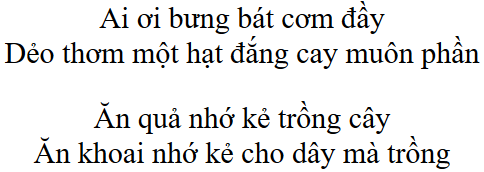 Ai ơi bưng bát cơm đầy
Dẻo thơm một hạt đắng cay muôn phần
Ăn quả nhớ kẻ trồng cây
Ăn khoai nhớ kẻ cho dây mà trồng